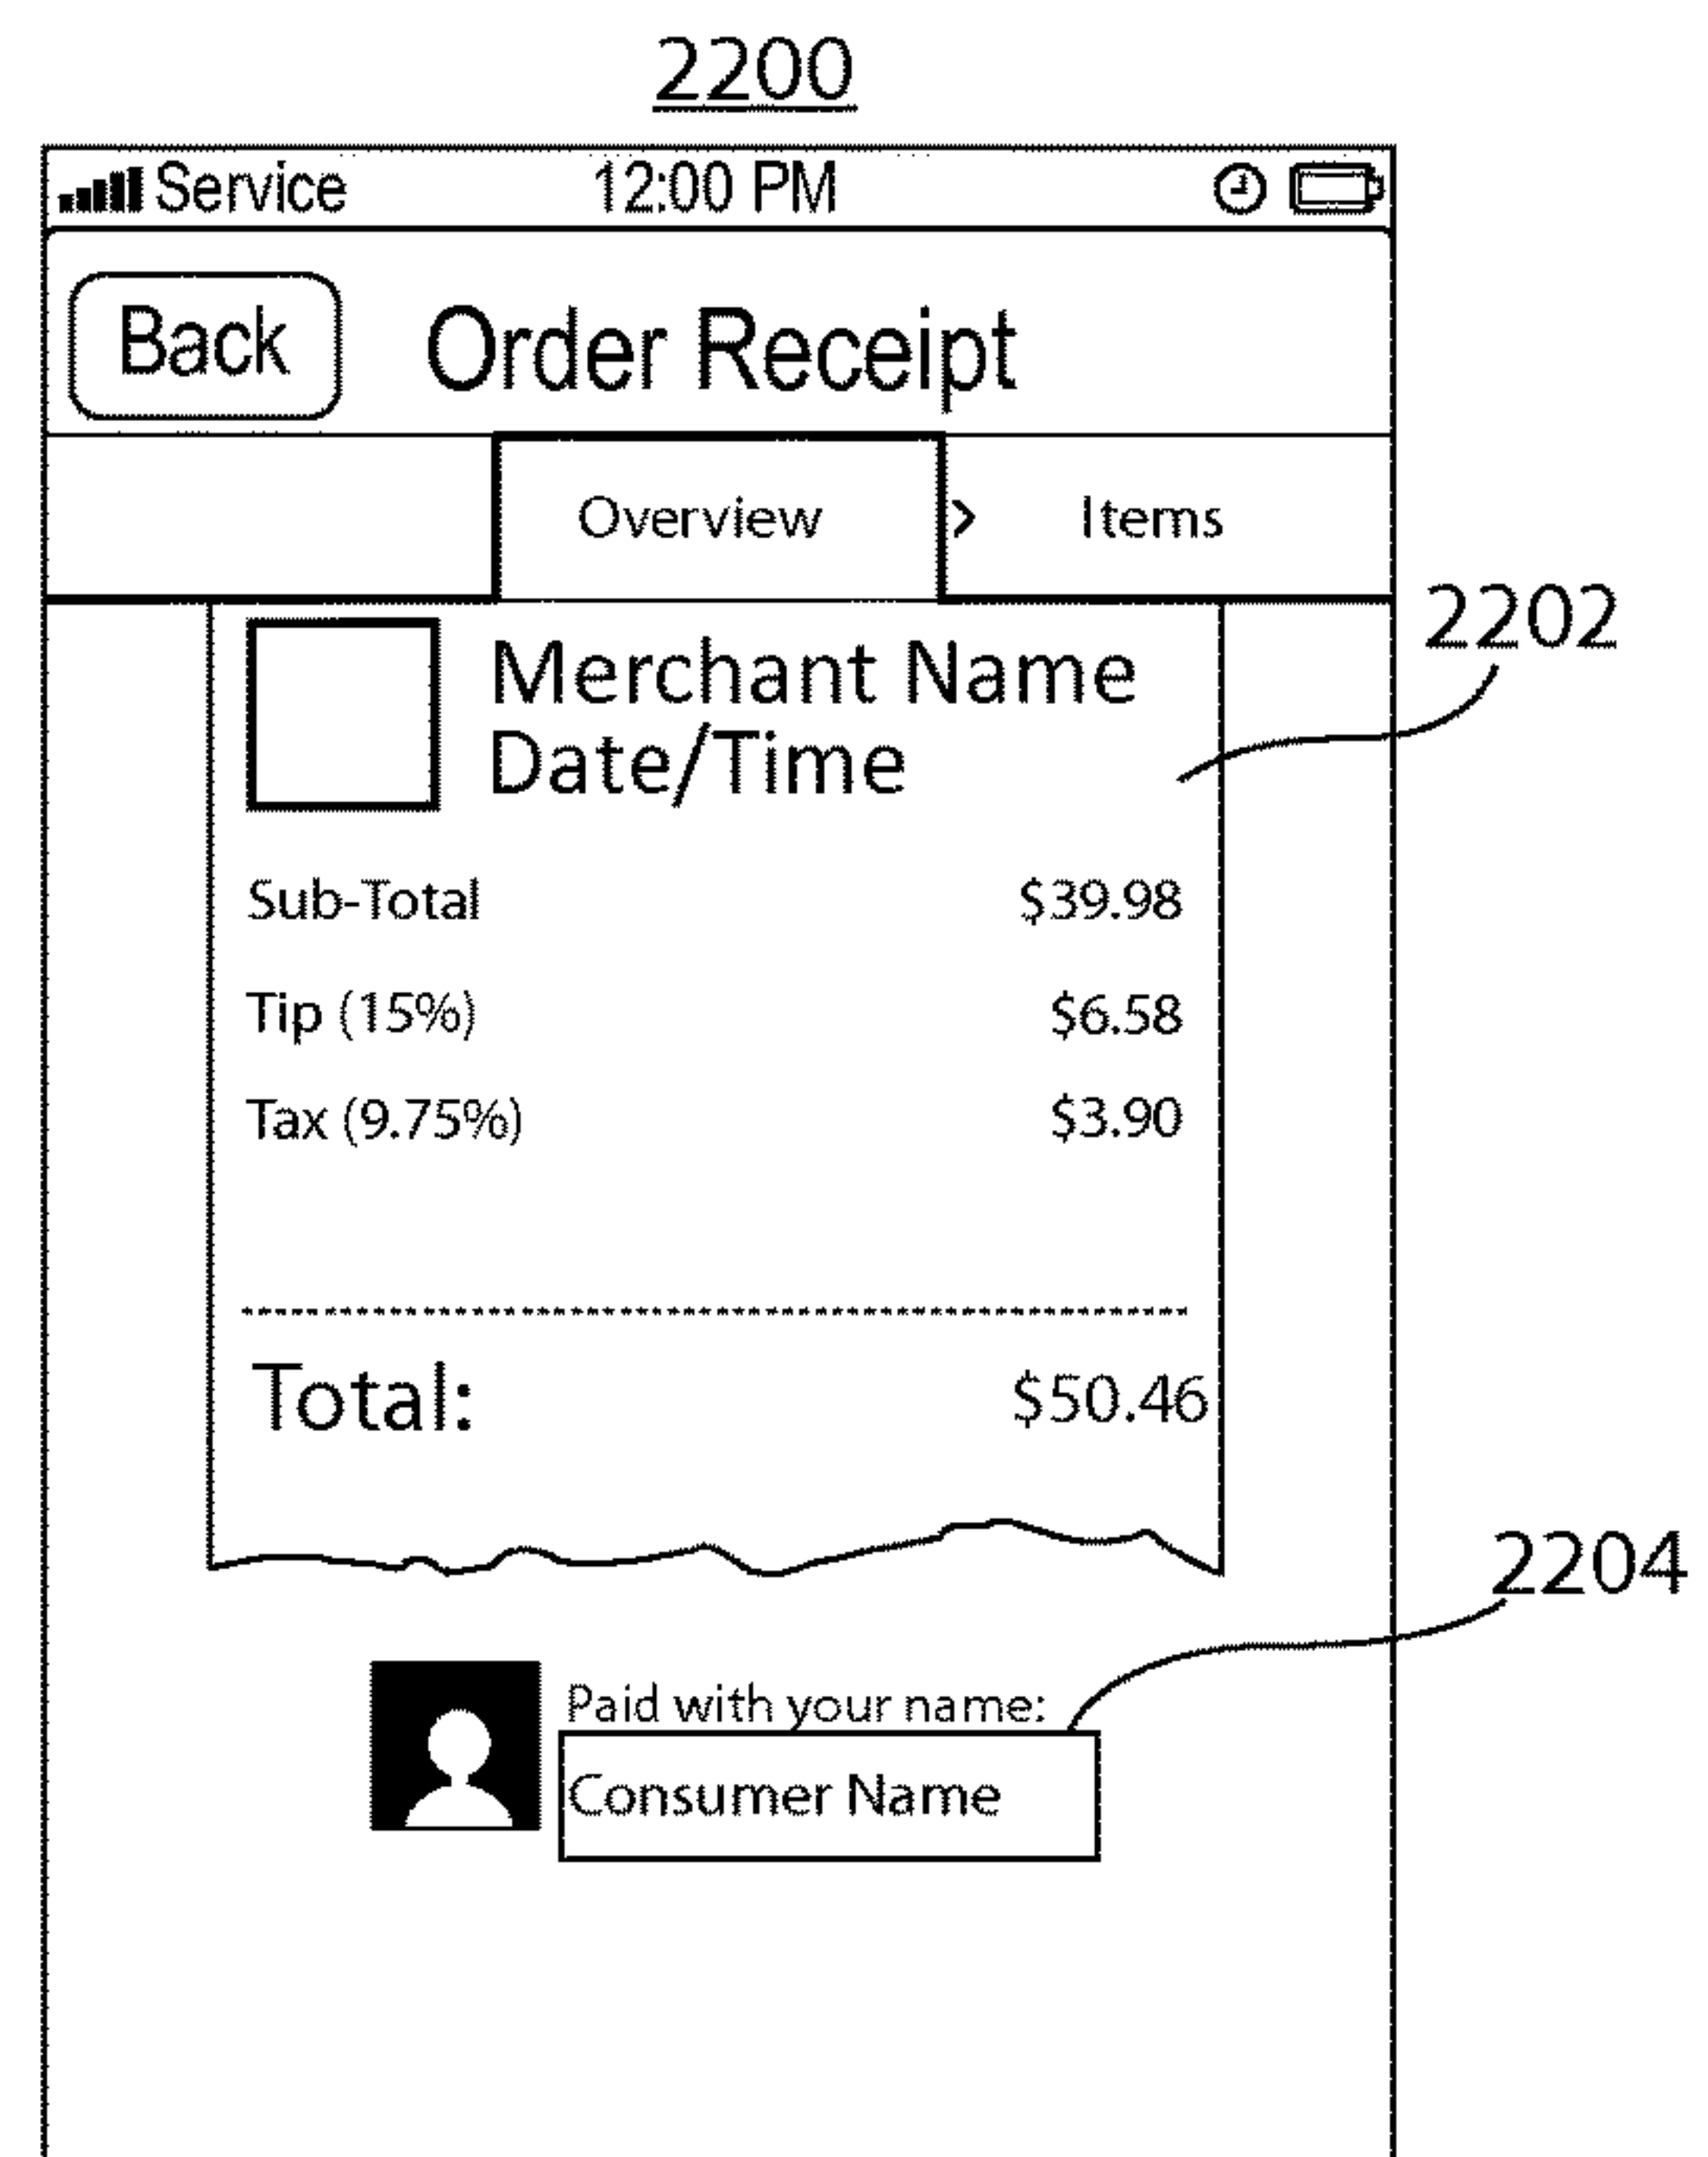 2200
Service 12:00 PM
Back Order Receipt
Overview > Items
2202
Merchant Name
Date/Time
Sub-Total $39.98
Tip (15%) $6.58
Tax (9.75%) $3.90
Total: $50.46
2204
Paid with your name:
Consumer Name